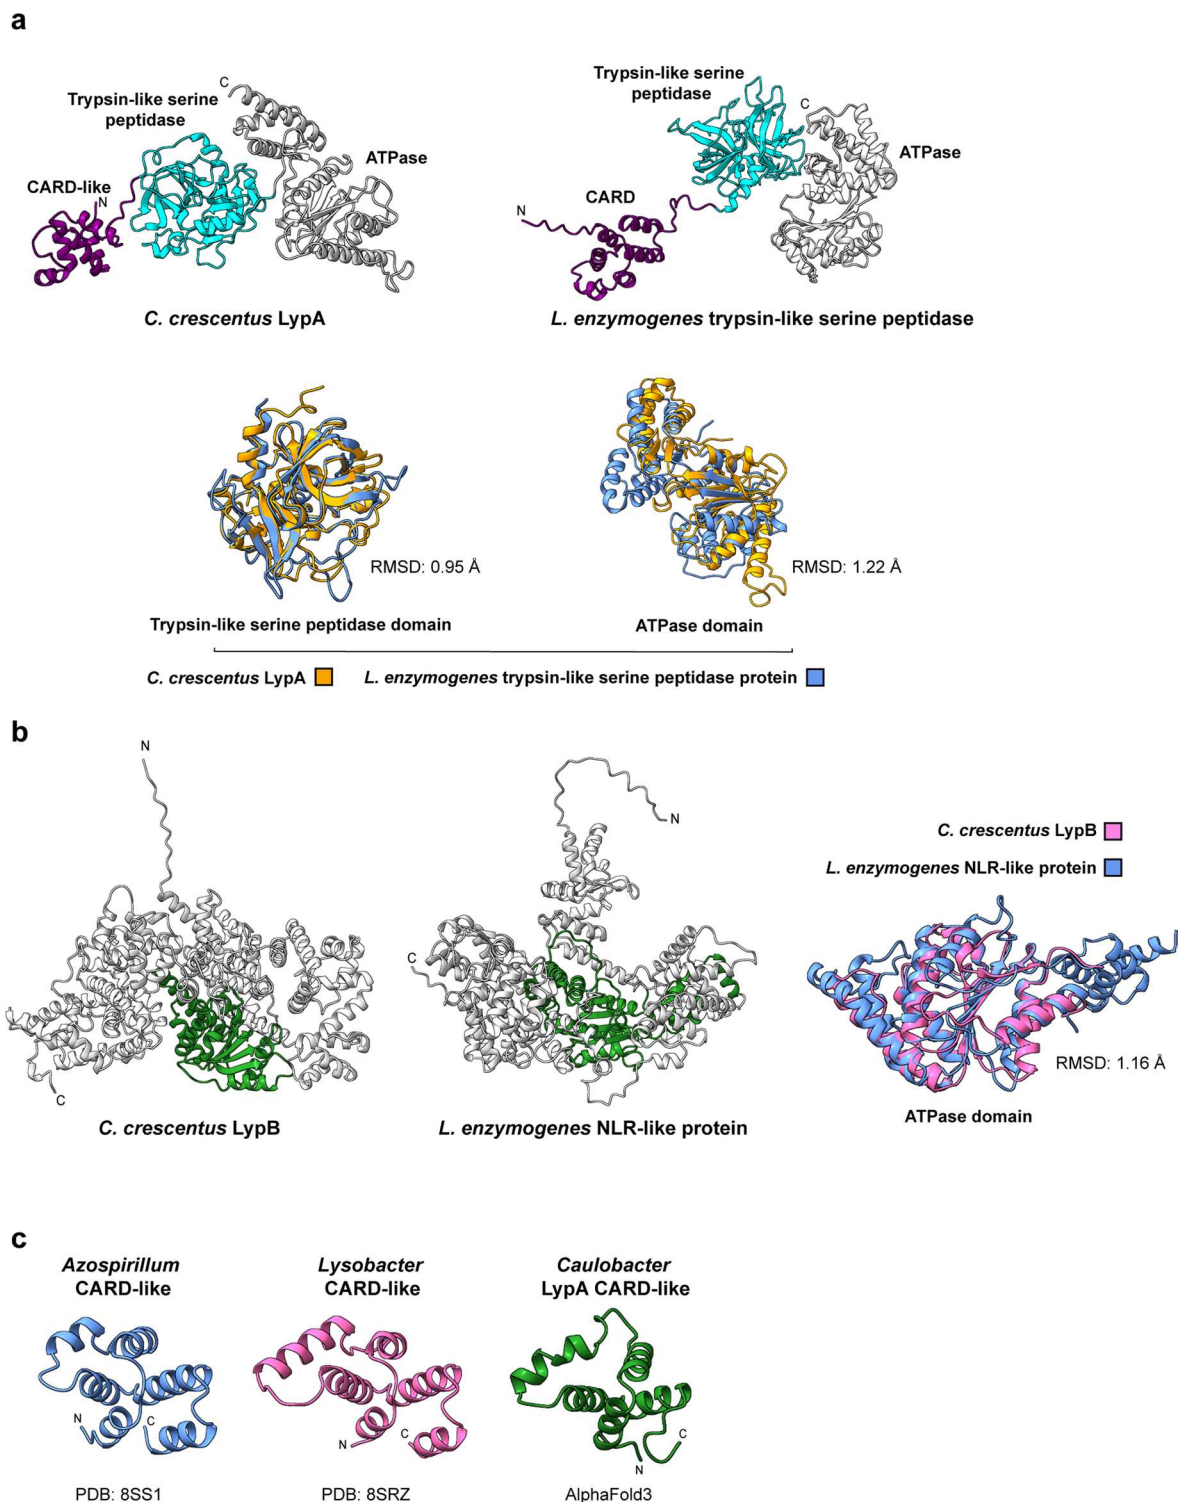 a
Trypsin-like serine
peptidase
C
ATPase
CARD-like
N
C. crescentus LypA
Trypsin-like serine
peptidase
C
ATPase
CARD
N
L. enzymogenes trypsin-like serine peptidase
RMSD: 0.95 Å
RMSD: 1.22 Å
Trypsin-like serine peptidase domain
ATPase domain
C. crescentus LypA
L. enzymogenes trypsin-like serine peptidase protein
b
N
C
C. crescentus LypB
N
C
L. enzymogenes NLR-like protein
C. crescentus LypB
L. enzymogenes NLR-like protein
RMSD: 1.16 Å
ATPase domain
c
Azospirillum
CARD-like
N
C
PDB: 8SS1
Lysobacter
CARD-like
N
C
PDB: 8SRZ
Caulobacter
LypA CARD-like
N
C
AlphaFold3